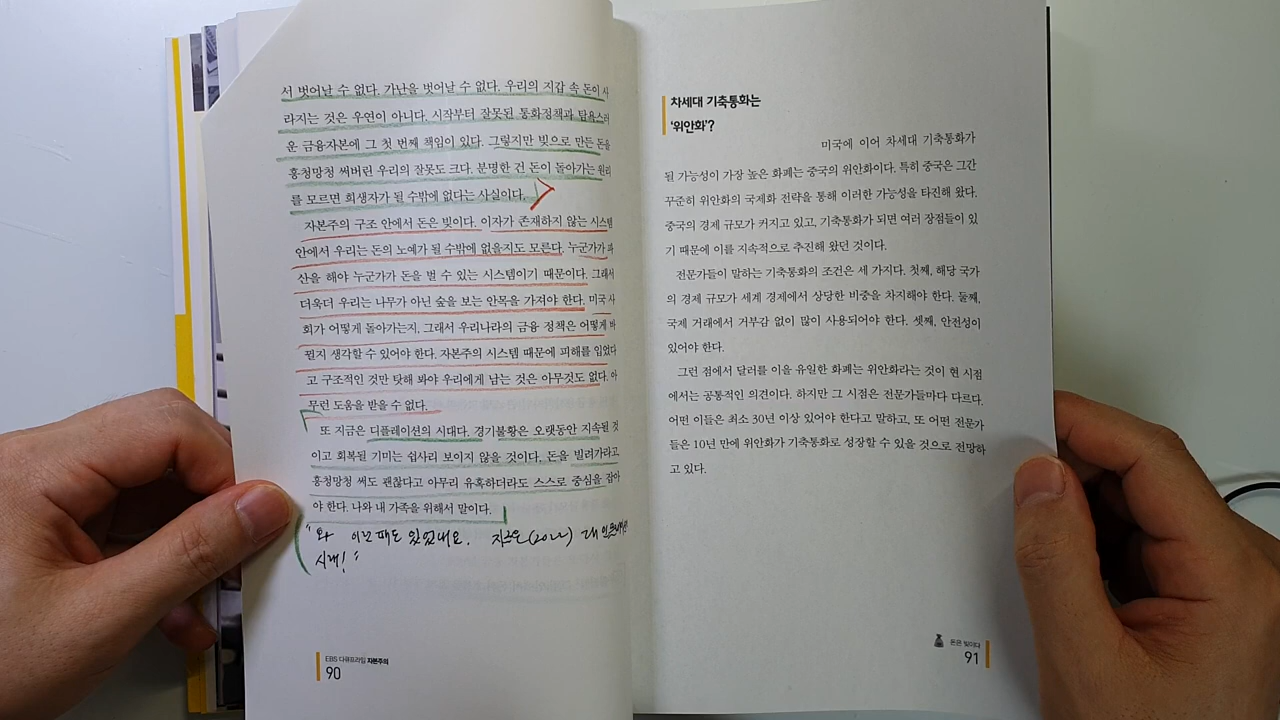 서 벗어날 수 없다. 가난을 벗어날 수 없다. 우리의 지갑 속 돈이 사
라지는 것은 우연이 아니다. 시작부터 잘못된 통화정책과 탐욕스러
운 금융자본에 그 첫 번째 책임이 있다. 그렇지만 빚으로 만든 돈을
흥청망청 써버린 우리의 잘못도 크다. 분명한 건 돈이 돌아가는 원리
를 모르면 희생자가 될 수밖에 없다는 사실이다.
자본주의 구조 안에서 돈은 빚이다. 이자가 존재하지 않는 시스템
안에서 우리는 돈의 노예가 될 수밖에 없을지도 모른다. 누군가가 파
산을 해야 누군가가 돈을 벌 수 있는 시스템이기 때문이다. 그래서
더욱더 우리는 나무가 아닌 숲을 보는 안목을 가져야 한다. 미국 사
회가 어떻게 돌아가는지, 그래서 우리나라의 금융 정책은 어떻게 바
뀔지 생각할 수 있어야 한다. 자본주의 시스템 때문에 피해를 입었다
고 구조적인 것만 탓해 봐야 우리에게 남는 것은 아무것도 없다. 아
무런 도움을 받을 수 없다.
또 지금은 디플레이션의 시대다. 경기불황은 오랫동안 지속된 것
이고 회복될 기미는 쉽사리 보이지 않을 것이다. 돈을 빌려가라고
흥청망청 써도 괜찮다고 아무리 유혹하더라도 스스로 중심을 잡아
야 한다. 나와 내 가족을 위해서 말이다.
"와 이런 때도 있었네요. 지금은(2022) 대 인플레이션
시대! "
EBS 다큐프라임 자본주의
90
차세대 기축통화는
'위안화'?
미국에 이어 차세대 기축통화가
될 가능성이 가장 높은 화폐는 중국의 위안화이다. 특히 중국은 그간
꾸준히 위안화의 국제화 전략을 통해 이러한 가능성을 타진해 왔다.
중국의 경제 규모가 커지고 있고, 기축통화가 되면 여러 장점들이 있
기 때문에 이를 지속적으로 추진해 왔던 것이다.
전문가들이 말하는 기축통화의 조건은 세 가지다. 첫째, 해당 국가
의 경제 규모가 세계 경제에서 상당한 비중을 차지해야 한다. 둘째,
국제 거래에서 거부감 없이 많이 사용되어야 한다. 셋째, 안전성이
있어야 한다.
그런 점에서 달러를 이을 유일한 화폐는 위안화라는 것이 현 시점
에서는 공통적인 의견이다. 하지만 그 시점은 전문가들마다 다르다.
어떤 이들은 최소 30년 이상 있어야 한다고 말하고, 또 어떤 전문가
들은 10년 만에 위안화가 기축통화로 성장할 수 있을 것으로 전망하
고 있다.
돈은 빚이다
91